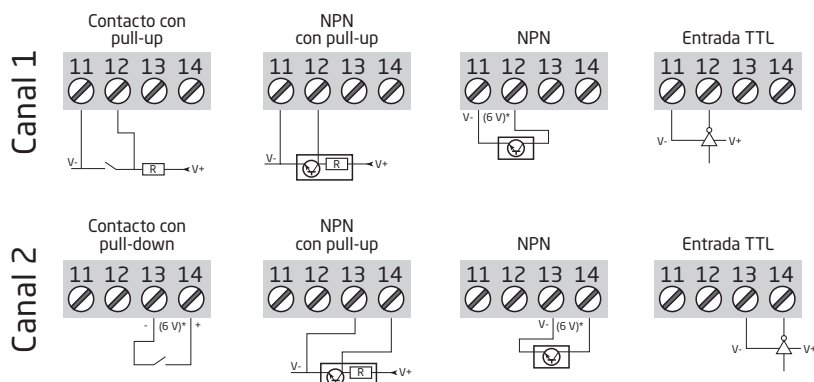 Canal 1
Contacto con
pull-up
11 12 13 14
V-
R
V+
NPN
con pull-up
11 12 13 14
V-
R
V+
NPN
11 12 13 14
V- (6 V)*
Entrada TTL
11 12 13 14
V-
V+
Canal 2
Contacto con
pull-down
11 12 13 14
- (6 V)* +
NPN
con pull-up
11 12 13 14
V-
R
V+
NPN
11 12 13 14
V- (6 V)*
Entrada TTL
11 12 13 14
V-
V+